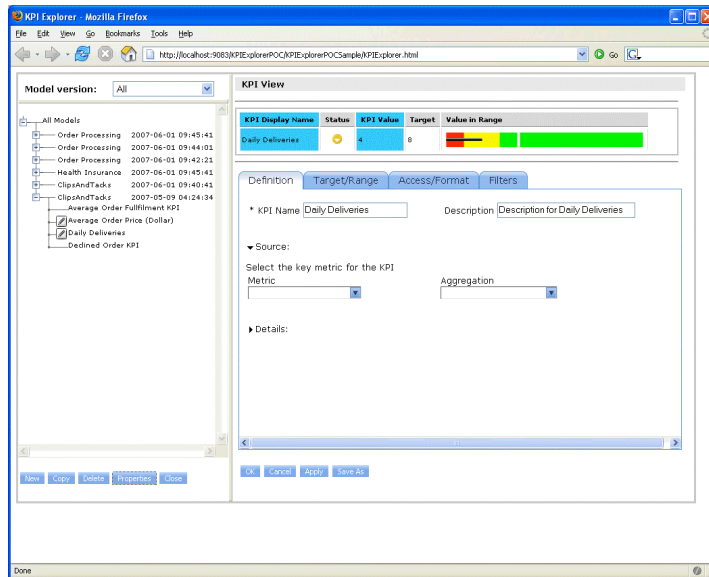 KPI Explorer - Mozilla Firefox
File Edit View Go Bookmarks Tools Help
http://localhost:9083/KPIExplorerPOC/KPIExplorerPOCSample/KPIExplorer.html Go G
Model version: All
All Models
Order Processing 2007-06-01 09:45:41
Order Processing 2007-06-01 09:44:01
Order Processing 2007-06-01 09:42:21
Health Insurance 2007-06-01 09:45:41
ClipsAndTacks 2007-06-01 09:40:41
ClipsAndTacks 2007-05-09 04:24:34
Average Order Fullfilment KPI
Average Order Price (Dollar)
Daily Deliveries
Declined Order KPI
New Copy Delete Properties Close
KPI View
KPI Display Name Status KPI Value Target Value in Range
Daily Deliveries 4 8
Definition Target/Range Access/Format Filters
* KPI Name Daily Deliveries Description Description for Daily Deliveries
Source:
Select the key metric for the KPI
Metric Aggregation
Details:
OK Cancel Apply Save As
Done